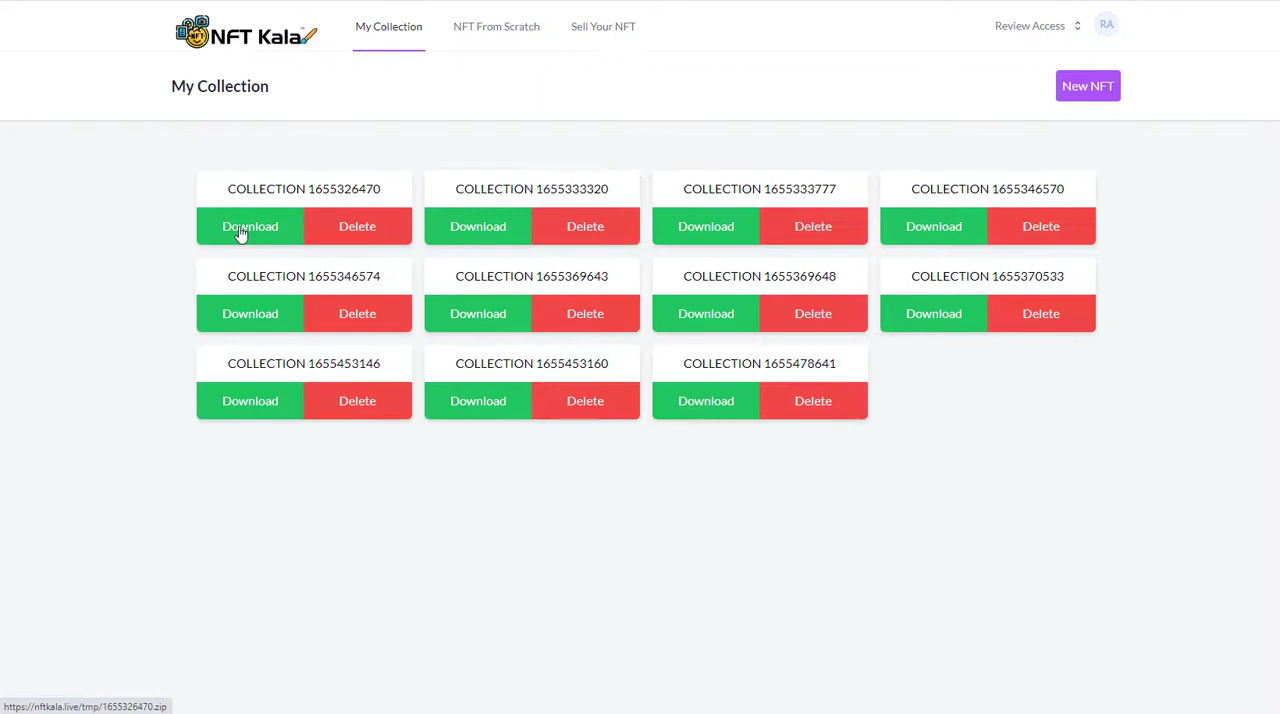 NFT Kala
My Collection
NFT From Scratch
Sell Your NFT
Review Access
RA
My Collection
New NFT
COLLECTION 1655326470
COLLECTION 1655333320
COLLECTION 1655333777
COLLECTION 1655346570
Download
Delete
Download
Delete
Download
Delete
Download
Delete
COLLECTION 1655346574
COLLECTION 1655369643
COLLECTION 1655369648
COLLECTION 1655370533
Download
Delete
Download
Delete
Download
Delete
Download
Delete
COLLECTION 1655453146
COLLECTION 1655453160
COLLECTION 1655478641
Download
Delete
Download
Delete
Download
Delete
https://nftkala.live/tmp/1655326470.zip